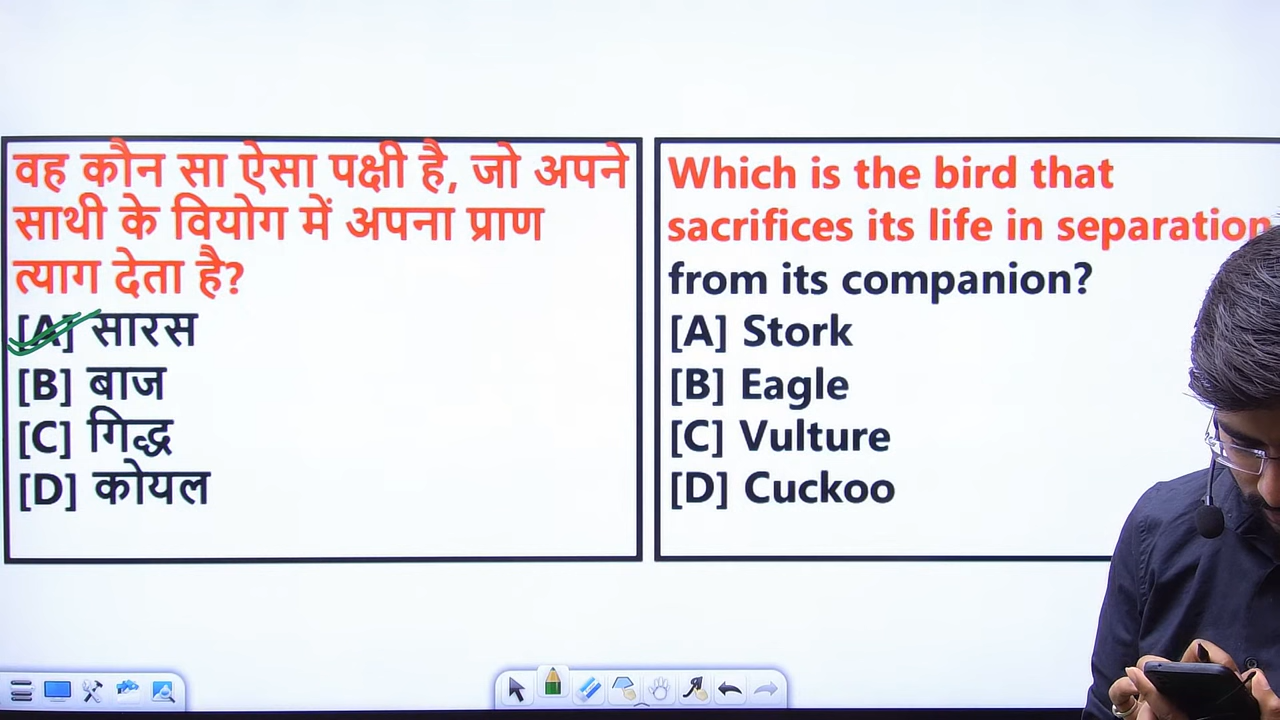 वह कौन सा ऐसा पक्षी है, जो अपने
साथी के वियोग में अपना प्राण
त्याग देता है?
[A] सारस
[B] बाज
[C] गिद्ध
[D] कोयल
Which is the bird that
sacrifices its life in separation
from its companion?
[A] Stork
[B] Eagle
[C] Vulture
[D] Cuckoo